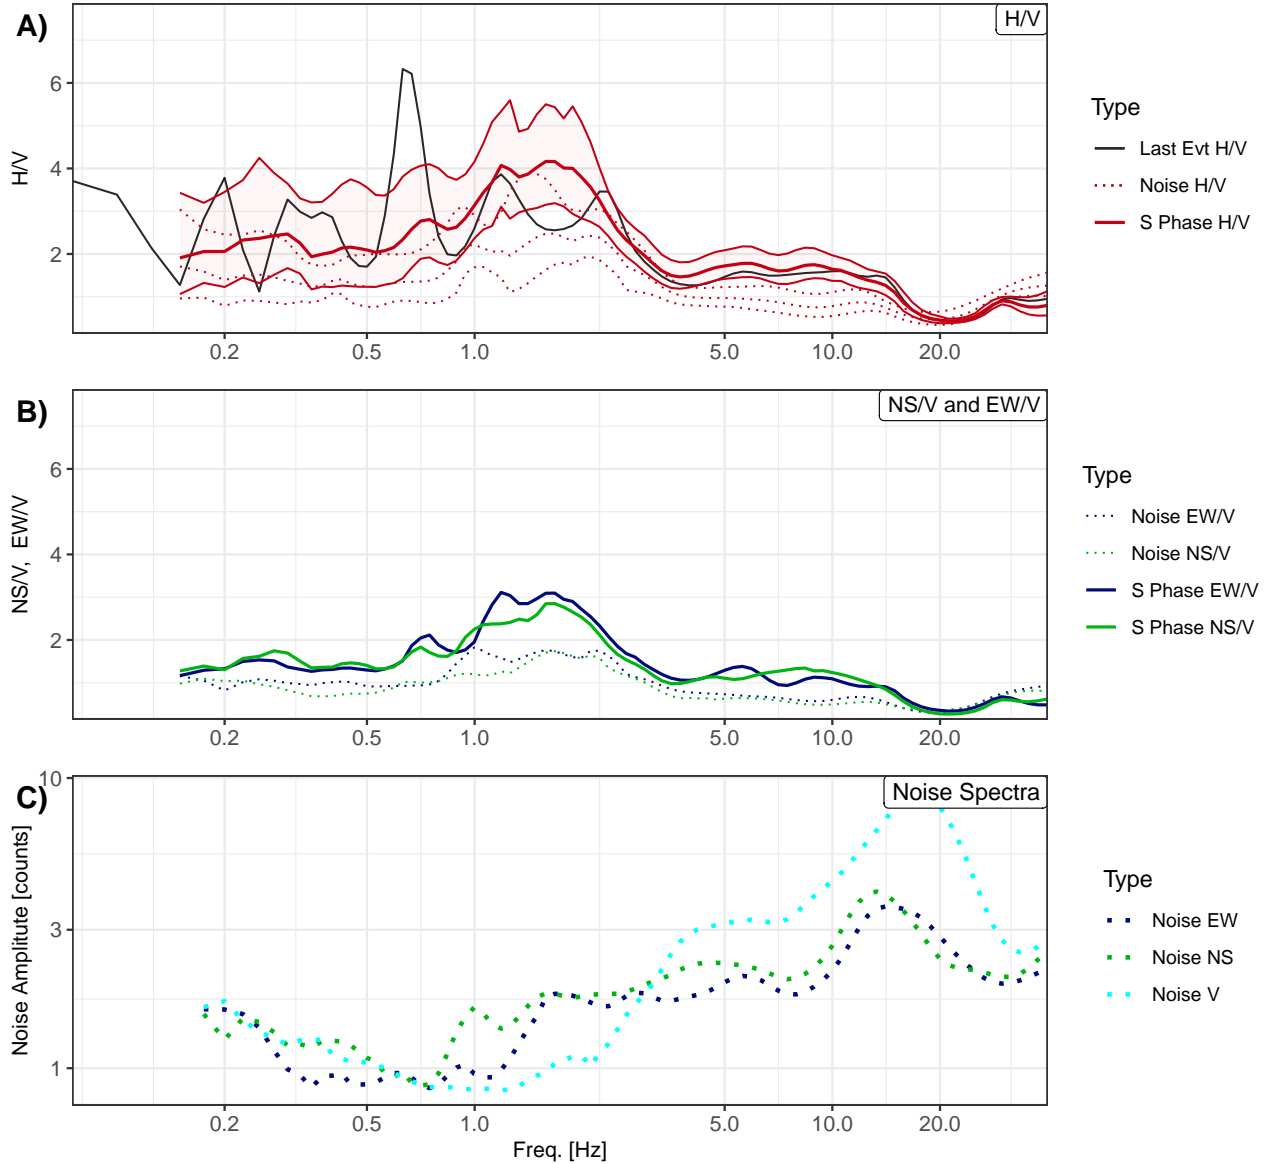 A)
H/V
H/V
6
4
2
0.2 0.5 1.0 5.0 10.0 20.0
Type
Last Evt H/V
Noise H/V
S Phase H/V
B)
NS/V and EW/V
NS/V, EW/V
6
4
2
0.2 0.5 1.0 5.0 10.0 20.0
Type
Noise EW/V
Noise NS/V
S Phase EW/V
S Phase NS/V
C)
Noise Spectra
Noise Amplitute [counts]
10
3
1
0.2 0.5 1.0 5.0 10.0 20.0
Freq. [Hz]
Type
Noise EW
Noise NS
Noise V